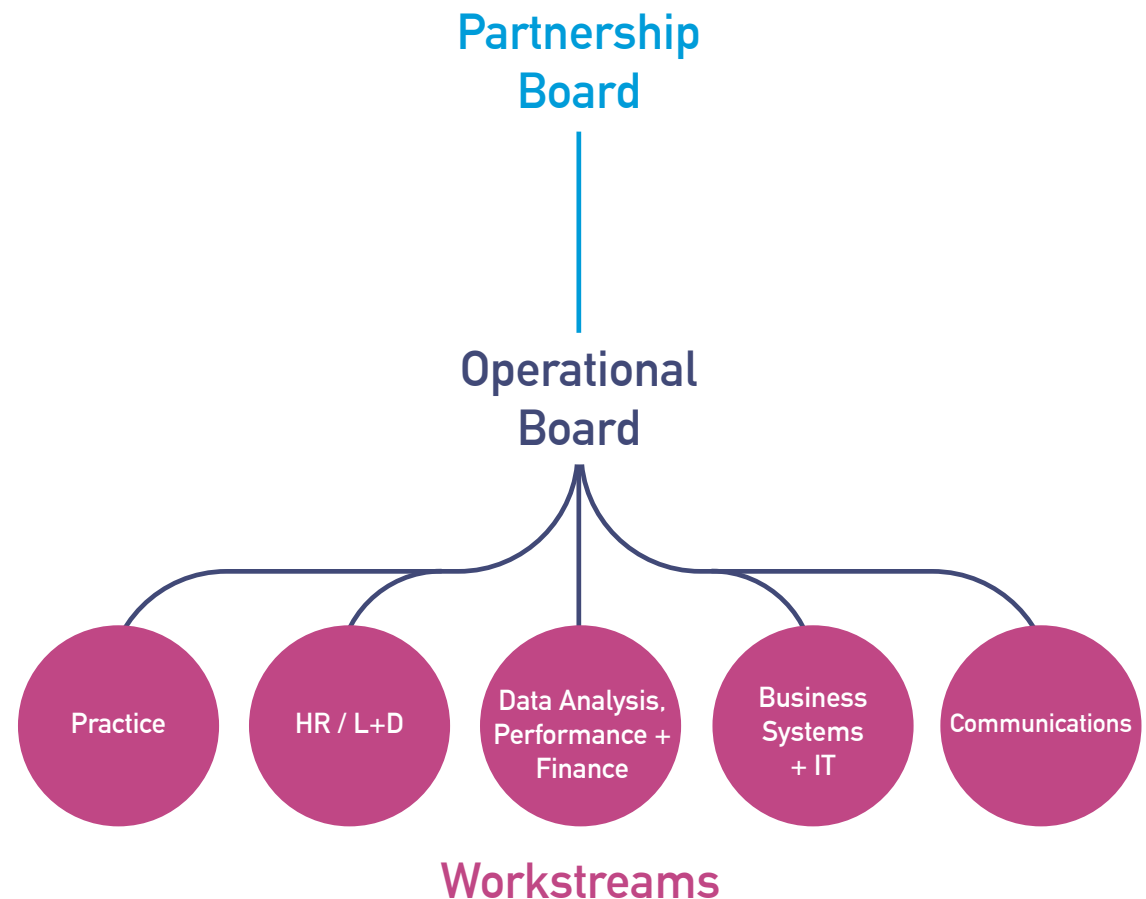 Partnership
Board
Operational
Board
Practice
HR / L+D
Data Analysis,
Performance +
Finance
Business
Systems
+ IT
Communications
Workstreams